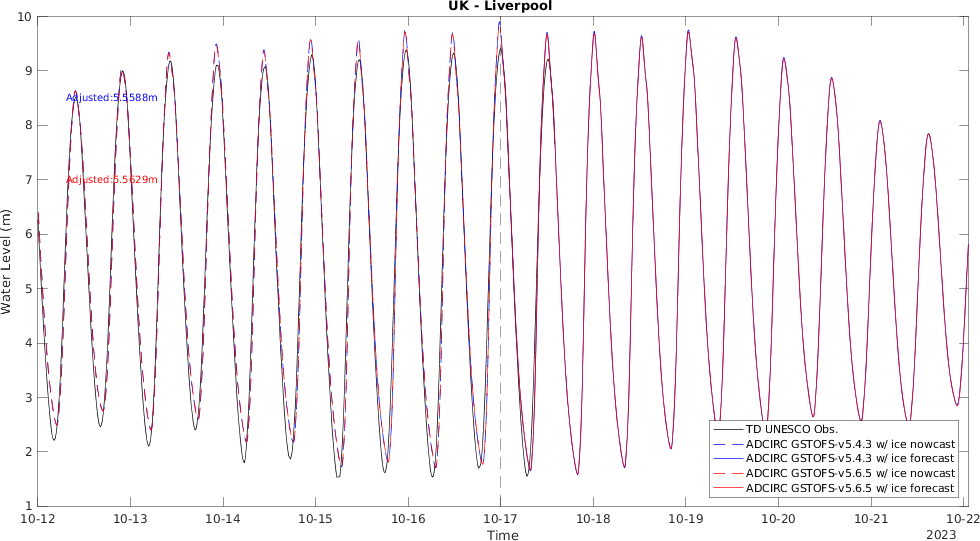 UK - Liverpool
10
9
8
7
6
5
4
3
2
1
Water Level (m)
Adjusted:5.5588m
Adjusted:5.5629m
TD UNESCO Obs.
ADCIRC GSTOFS-v5.4.3 w/ ice nowcast
ADCIRC GSTOFS-v5.4.3 w/ ice forecast
ADCIRC GSTOFS-v5.6.5 w/ ice nowcast
ADCIRC GSTOFS-v5.6.5 w/ ice forecast
10-12 10-13 10-14 10-15 10-16 10-17 10-18 10-19 10-20 10-21 10-22
Time
2023